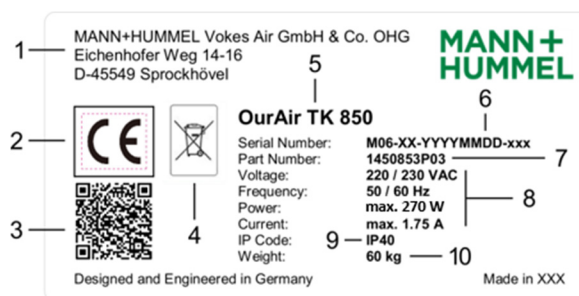 MANN+HUMMEL Vokes Air GmbH & Co. OHG
1
Eichenhofer Weg 14-16
D-45549 Sprockhövel
MANN+
HUMMEL
5
6
OurAir TK 850
2
CE
Serial Number: M06-XX-YYYYMMDD-xxx
Part Number: 1450853P03
7
Voltage: 220 / 230 VAC
Frequency: 50 / 60 Hz
8
Power: max. 270 W
Current: max. 1.75 A
3
4
IP Code: 9 IP40
Weight: 60 kg 10
Designed and Engineered in Germany
Made in XXX